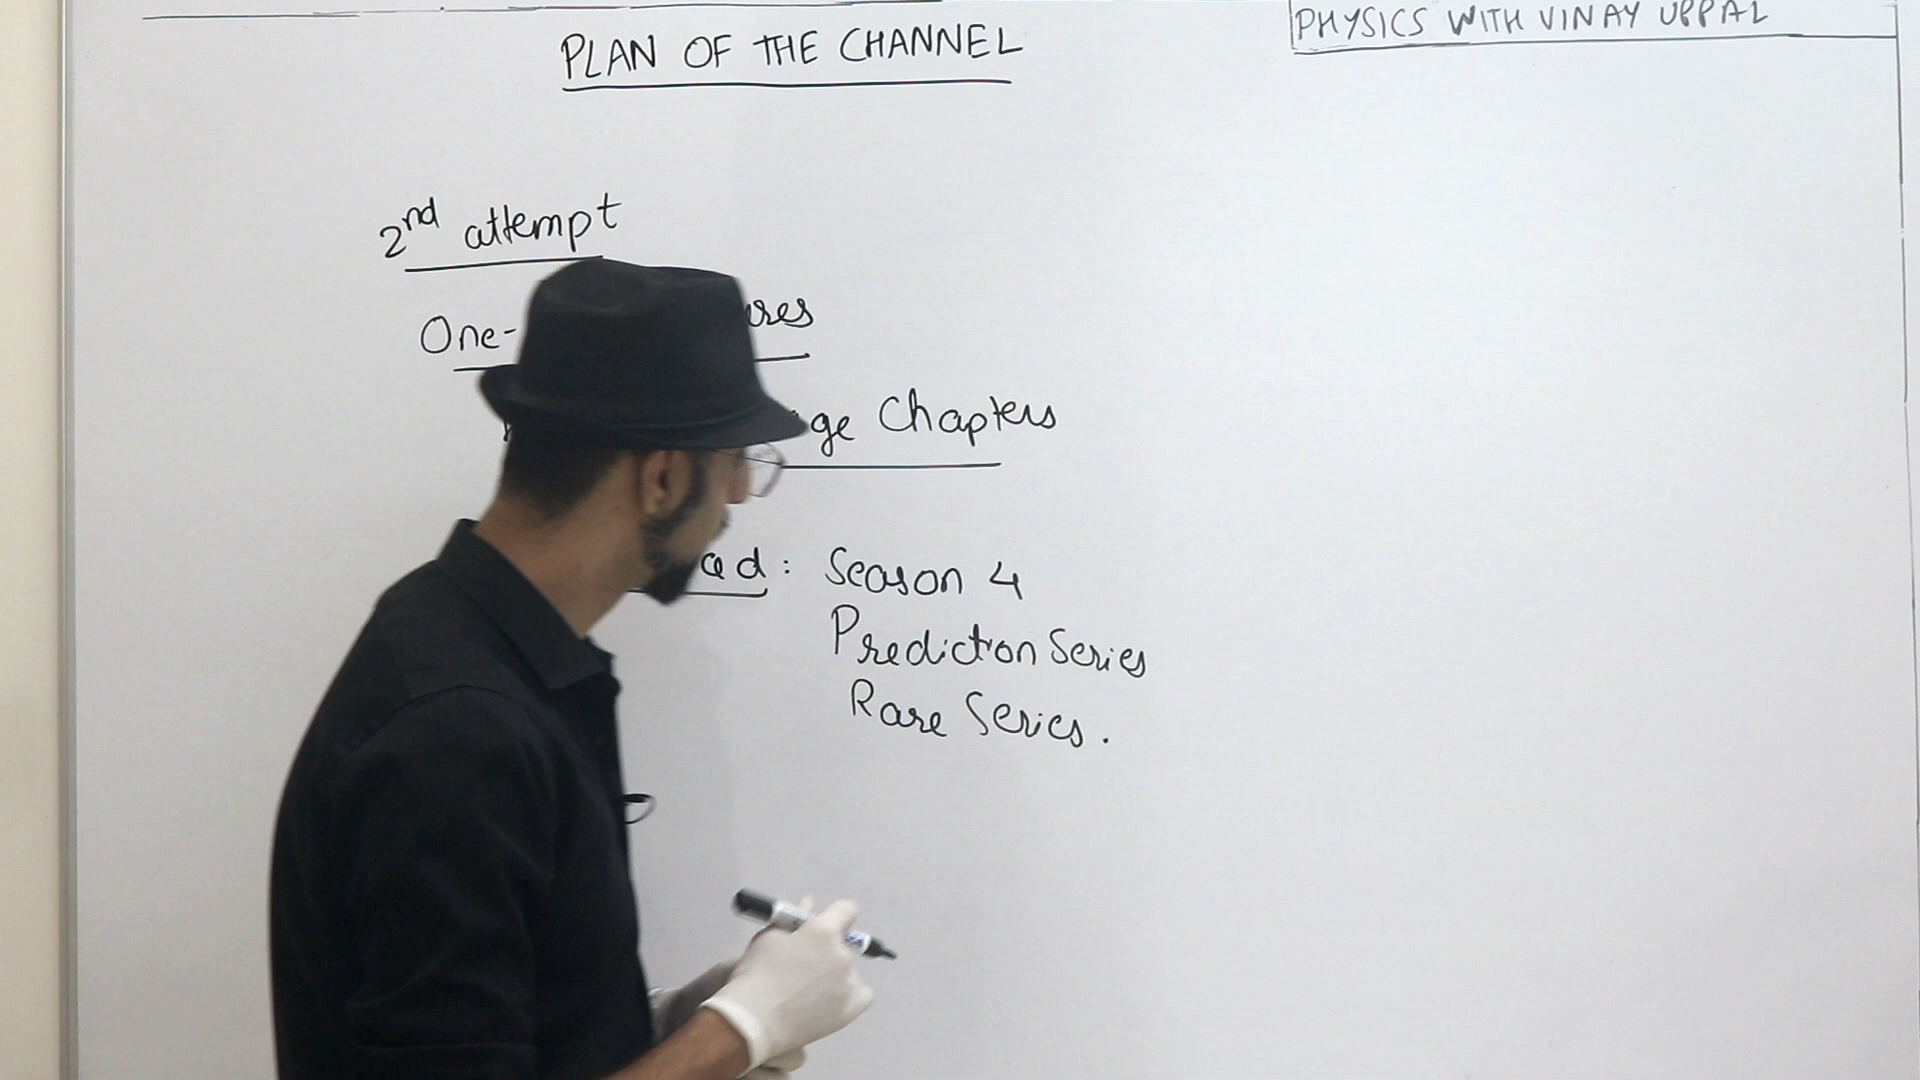 PLAN OF THE CHANNEL
PHYSICS WITH VINAY UPPAL
2nd attempt
One-
ge Chapters
ad: Season 4
Prediction Series
Rare Series.